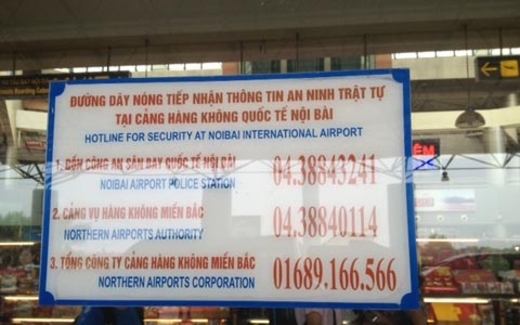 ĐƯỜNG DÂY NÓNG TIẾP NHẬN THÔNG TIN AN NINH TRẬT TỰ
TẠI CẢNG HÀNG KHÔNG QUỐC TẾ NỘI BÀI
HOTLINE FOR SECURITY AT NOIBAI INTERNATIONAL AIRPORT
1. ĐỒN CÔNG AN SÂN BAY QUỐC TẾ NỘI BÀI 04.38843241
NOIBAI AIRPORT POLICE STATION
2. CẢNG VỤ HÀNG KHÔNG MIỀN BẮC 04.38840114
NORTHERN AIRPORTS AUTHORITY
3. TỔNG CÔNG TY CẢNG HÀNG KHÔNG MIỀN BẮC 01689.166.566
NORTHERN AIRPORTS CORPORATION